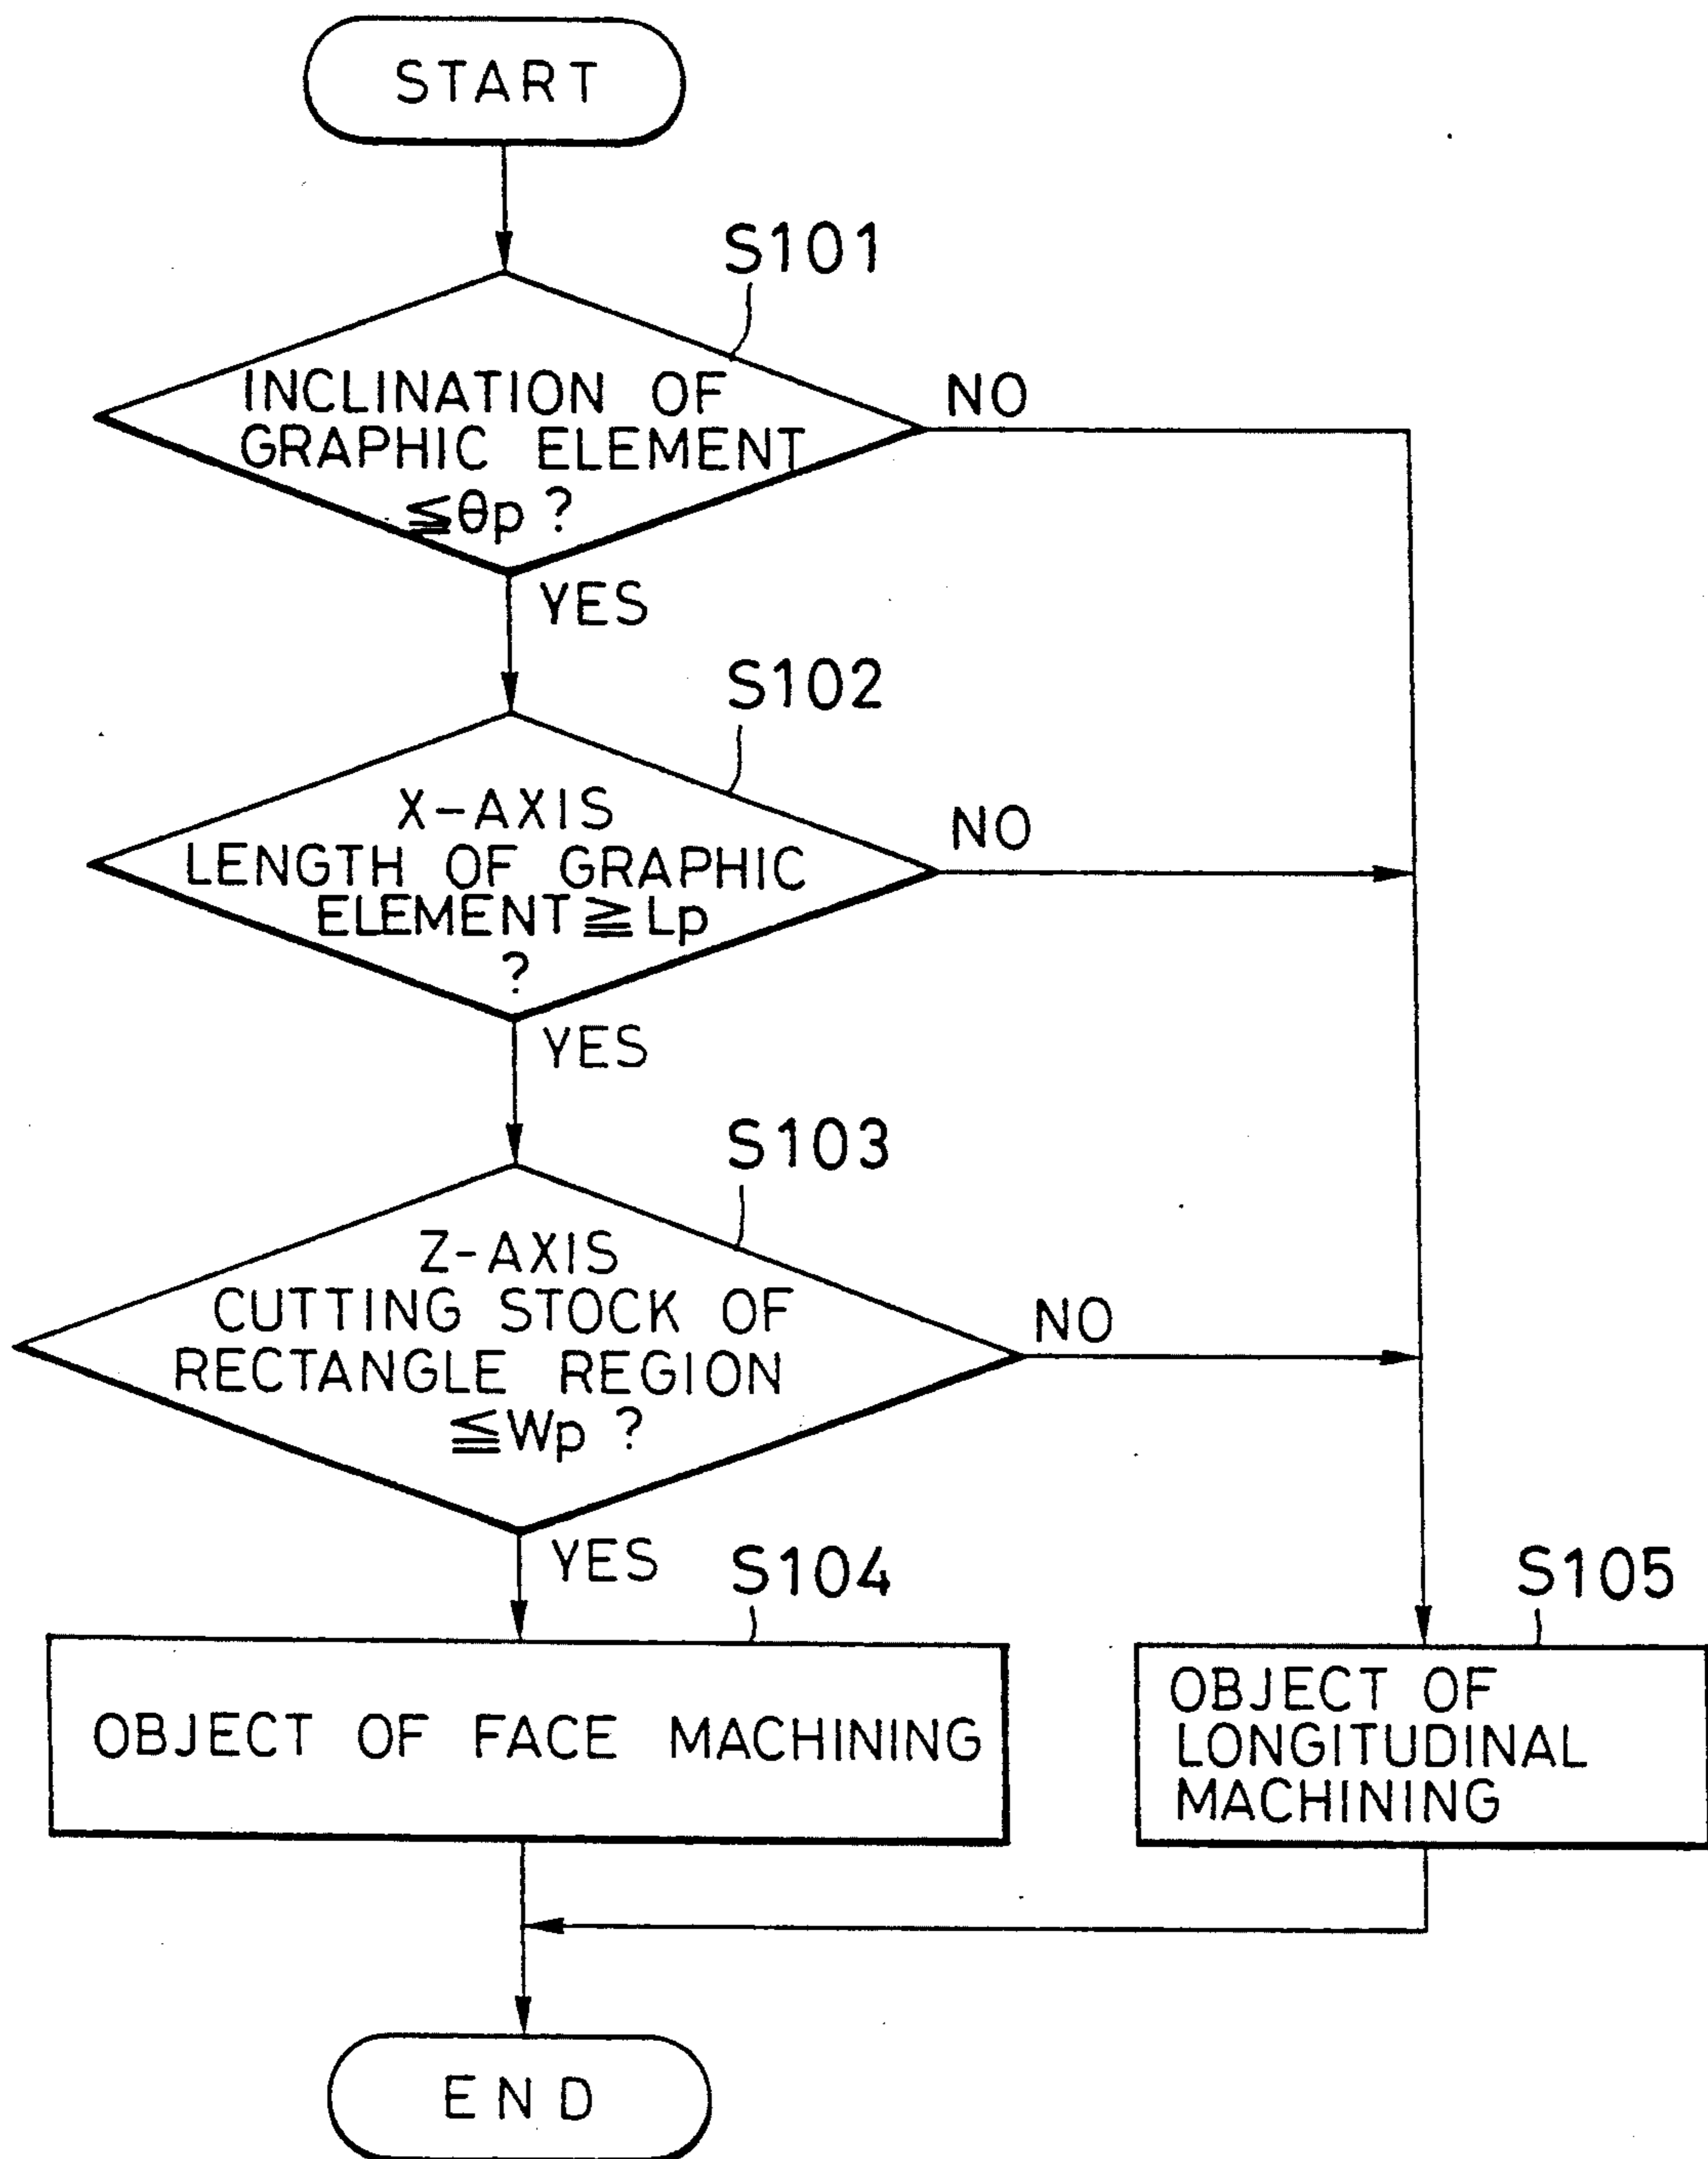 START
S101
INCLINATION OF
GRAPHIC ELEMENT
≦θp ?
NO
YES
S102
X-AXIS
LENGTH OF GRAPHIC
ELEMENT≧Lp
?
NO
YES
S103
Z-AXIS
CUTTING STOCK OF
RECTANGLE REGION
≦Wp ?
NO
YES
S104
OBJECT OF FACE MACHINING
S105
OBJECT OF
LONGITUDINAL
MACHINING
END